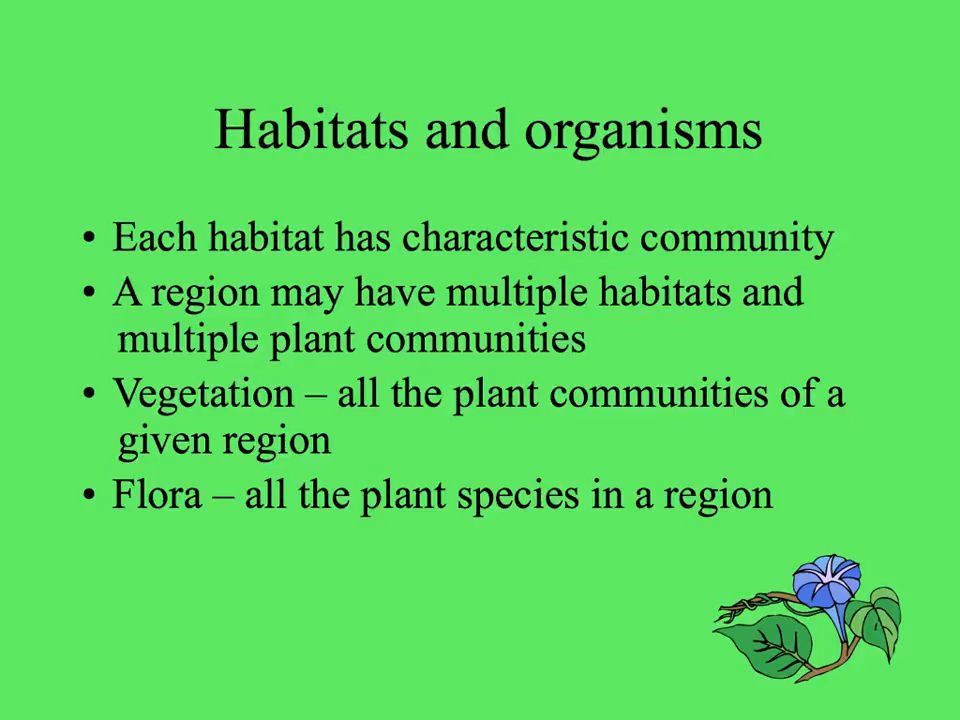 Habitats and organisms
• Each habitat has characteristic community
• A region may have multiple habitats and
multiple plant communities
• Vegetation – all the plant communities of a
given region
• Flora – all the plant species in a region